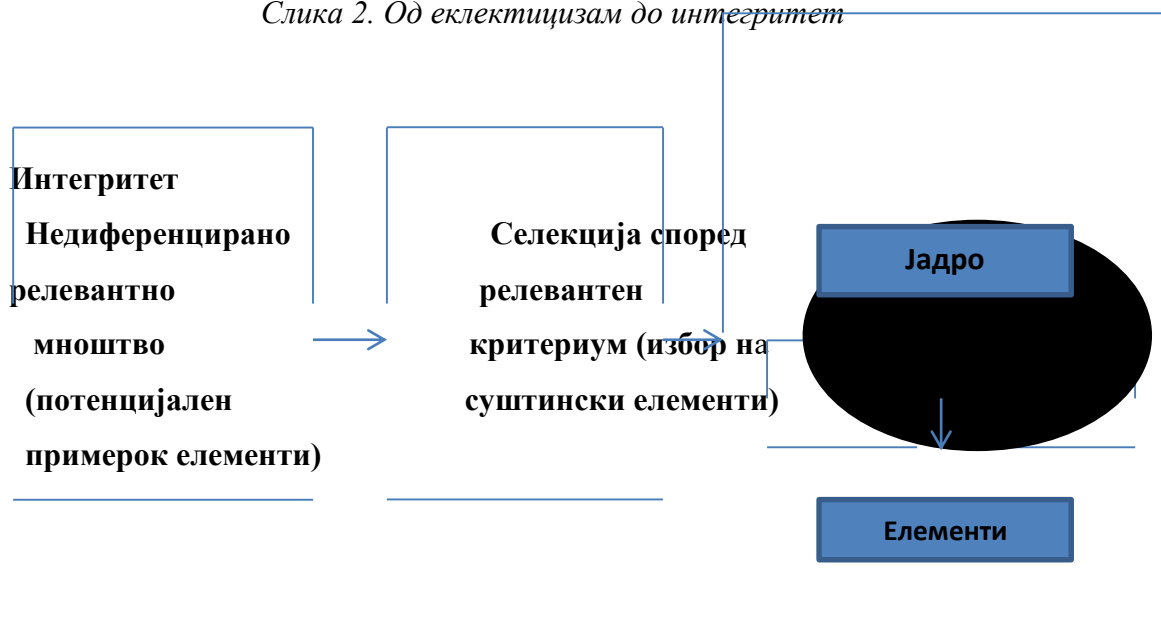 Слика 2. Од еклектицизам до интегритет
Интегритет
Недиференцирано
релевантно
мноштво
(потенцијален
примерок елементи)
Селекција според
релевантен
критериум (избор на
суштински елементи)
Јадро
Елементи